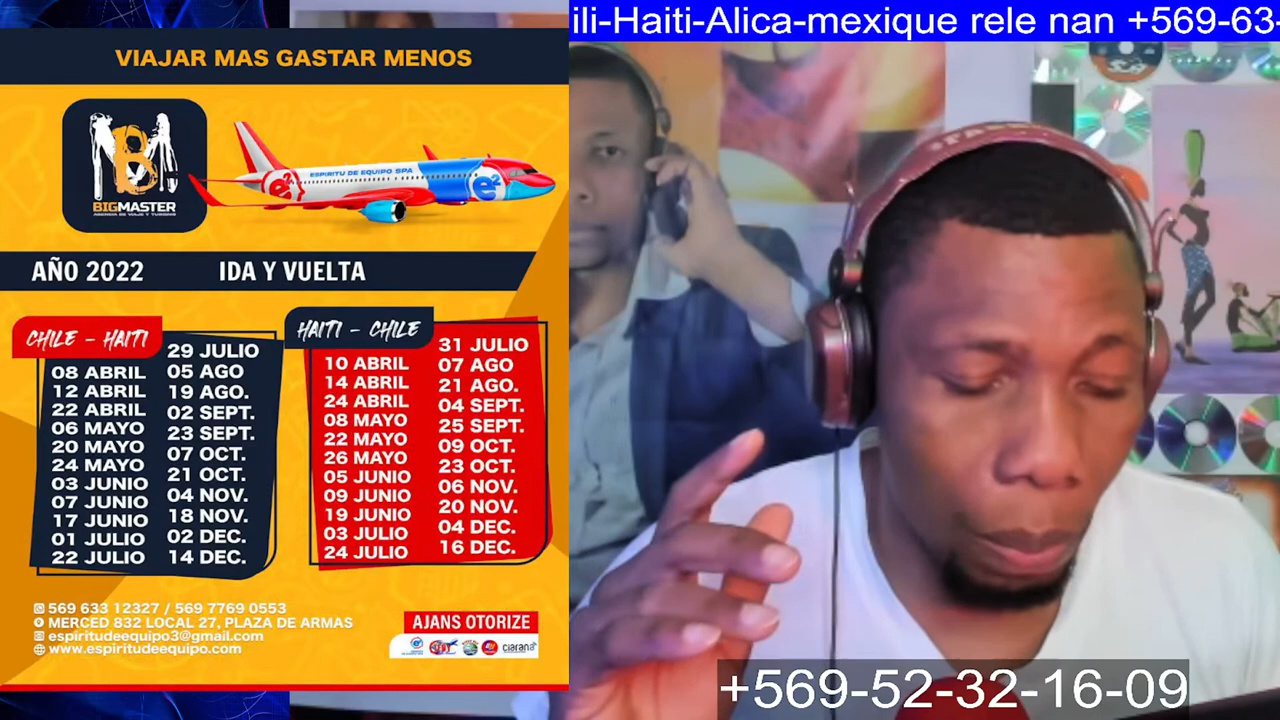 ili-Haiti-Alica-mexique rele nan +569-63-
VIAJAR MAS GASTAR MENOS
BIGMASTER
AGENCIA DE VIAJE Y TURISMO
ESPIRITU DE EQUIPO SPA
AÑO 2022 IDA Y VUELTA
CHILE - HAITI
08 ABRIL
12 ABRIL
22 ABRIL
06 MAYO
20 MAYO
24 MAYO
03 JUNIO
07 JUNIO
17 JUNIO
01 JULIO
22 JULIO
29 JULIO
05 AGO
19 AGO.
02 SEPT.
23 SEPT.
07 OCT.
21 OCT.
04 NOV.
18 NOV.
02 DEC.
14 DEC.
HAITI - CHILE
10 ABRIL
14 ABRIL
24 ABRIL
08 MAYO
22 MAYO
26 MAYO
05 JUNIO
09 JUNIO
19 JUNIO
03 JULIO
24 JULIO
31 JULIO
07 AGO
21 AGO.
04 SEPT.
25 SEPT.
09 OCT.
23 OCT.
06 NOV.
20 NOV.
04 DEC.
16 DEC.
569 633 12327 / 569 7769 0553
MERCED 832 LOCAL 27, PLAZA DE ARMAS
espiritudeequipo3@gmail.com
www.espiritudeequipo.com
AJANS OTORIZE
ciarana
+569-52-32-16-09